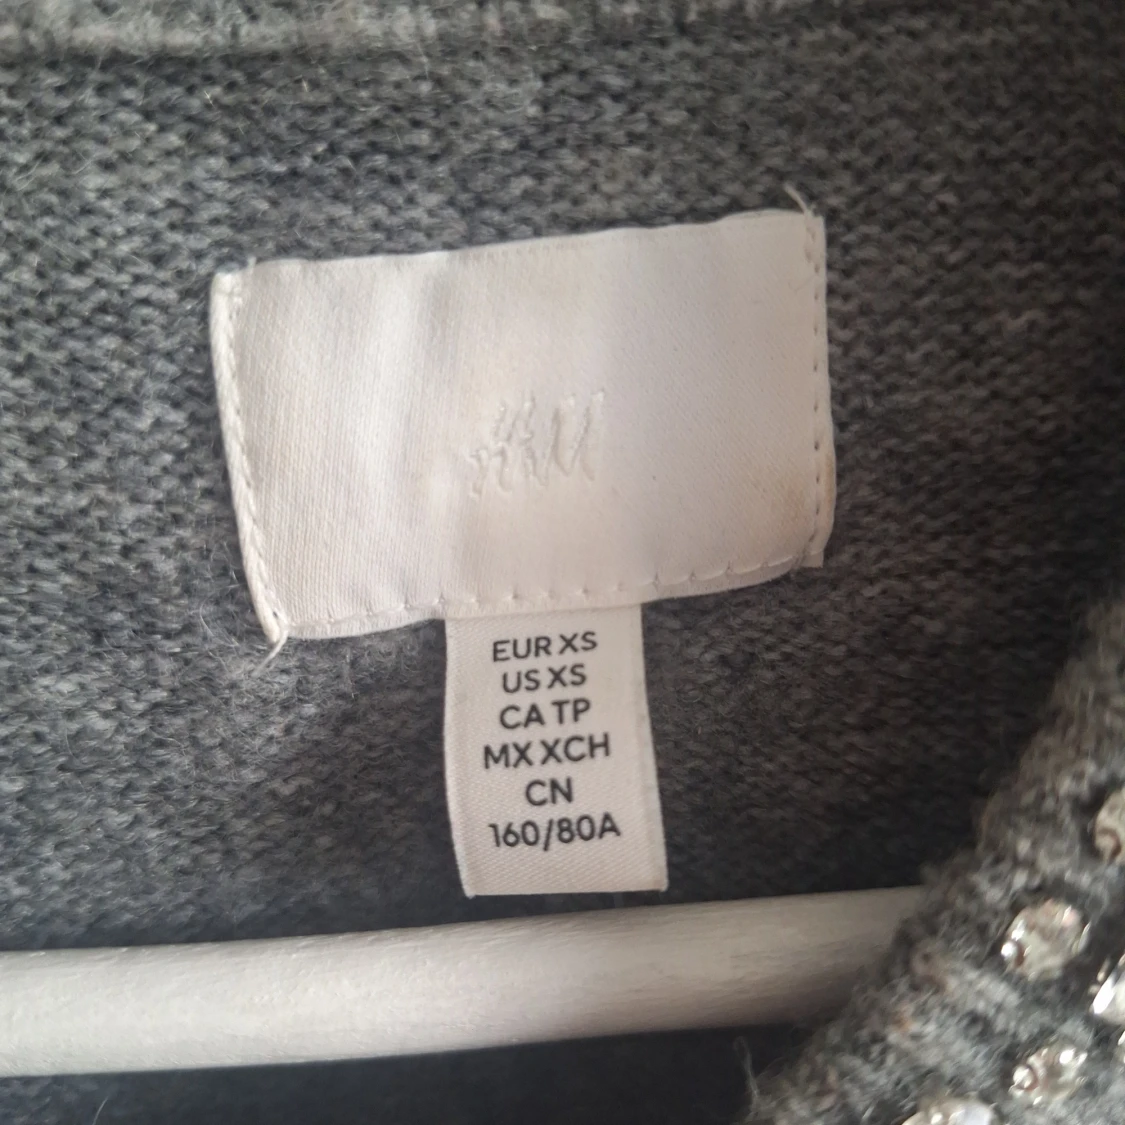 H&M
EUR XS
US XS
CA TP
MX XCH
CN
160/80A